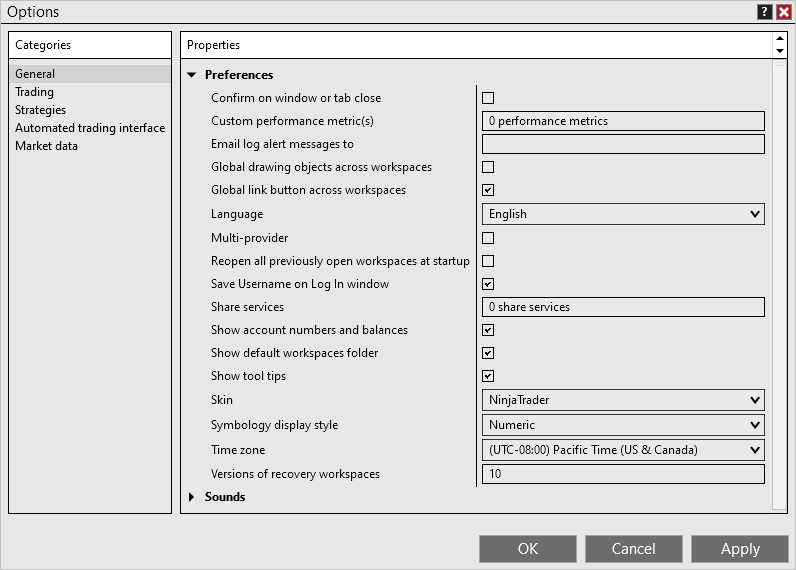 Options
?
Categories
General
Trading
Strategies
Automated trading interface
Market data
Properties
Preferences
Confirm on window or tab close
Custom performance metric(s) 0 performance metrics
Email log alert messages to
Global drawing objects across workspaces
Global link button across workspaces
Language English
Multi-provider
Reopen all previously open workspaces at startup
Save Username on Log In window
Share services 0 share services
Show account numbers and balances
Show default workspaces folder
Show tool tips
Skin NinjaTrader
Symbology display style Numeric
Time zone (UTC-08:00) Pacific Time (US & Canada)
Versions of recovery workspaces 10
Sounds
OK Cancel Apply